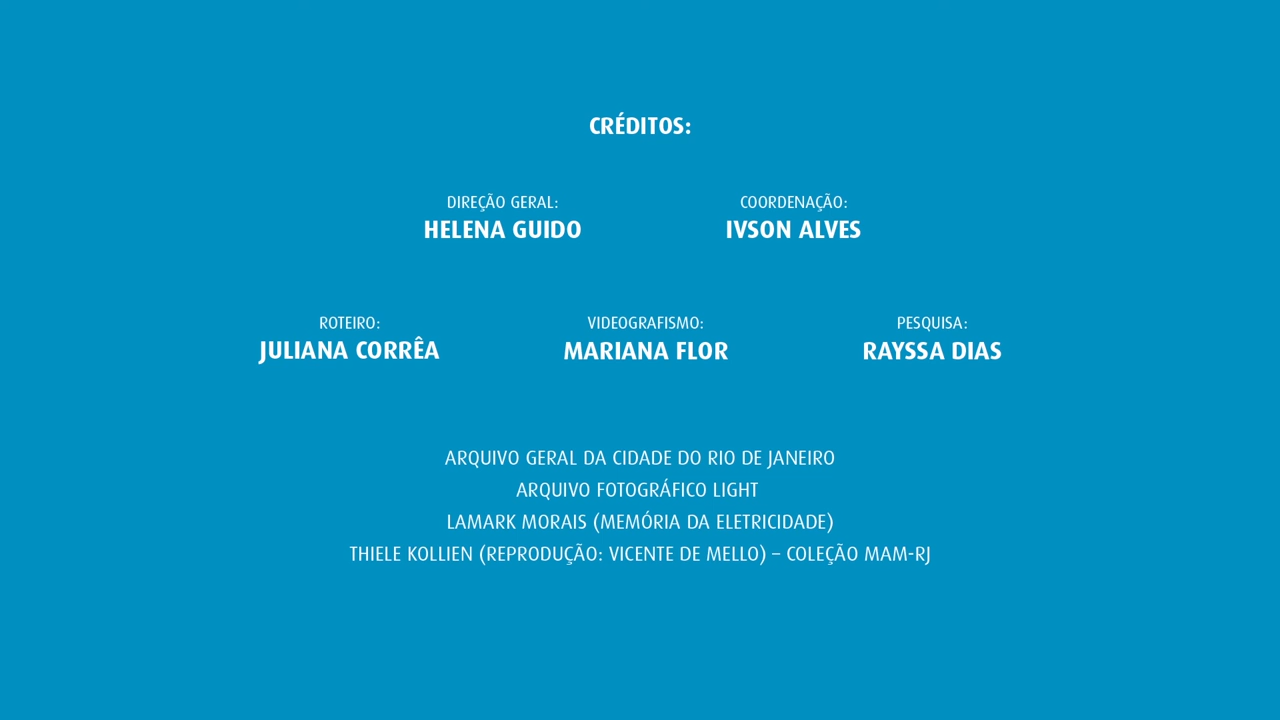 CRÉDITOS:
DIREÇÃO GERAL:
HELENA GUIDO
COORDENAÇÃO:
IVSON ALVES
ROTEIRO:
JULIANA CORRÊA
VIDEOGRAFISMO:
MARIANA FLOR
PESQUISA:
RAYSSA DIAS
ARQUIVO GERAL DA CIDADE DO RIO DE JANEIRO
ARQUIVO FOTOGRÁFICO LIGHT
LAMARK MORAIS (MEMÓRIA DA ELETRICIDADE)
THIELE KOLLIEN (REPRODUÇÃO: VICENTE DE MELLO) – COLEÇÃO MAM-RJ